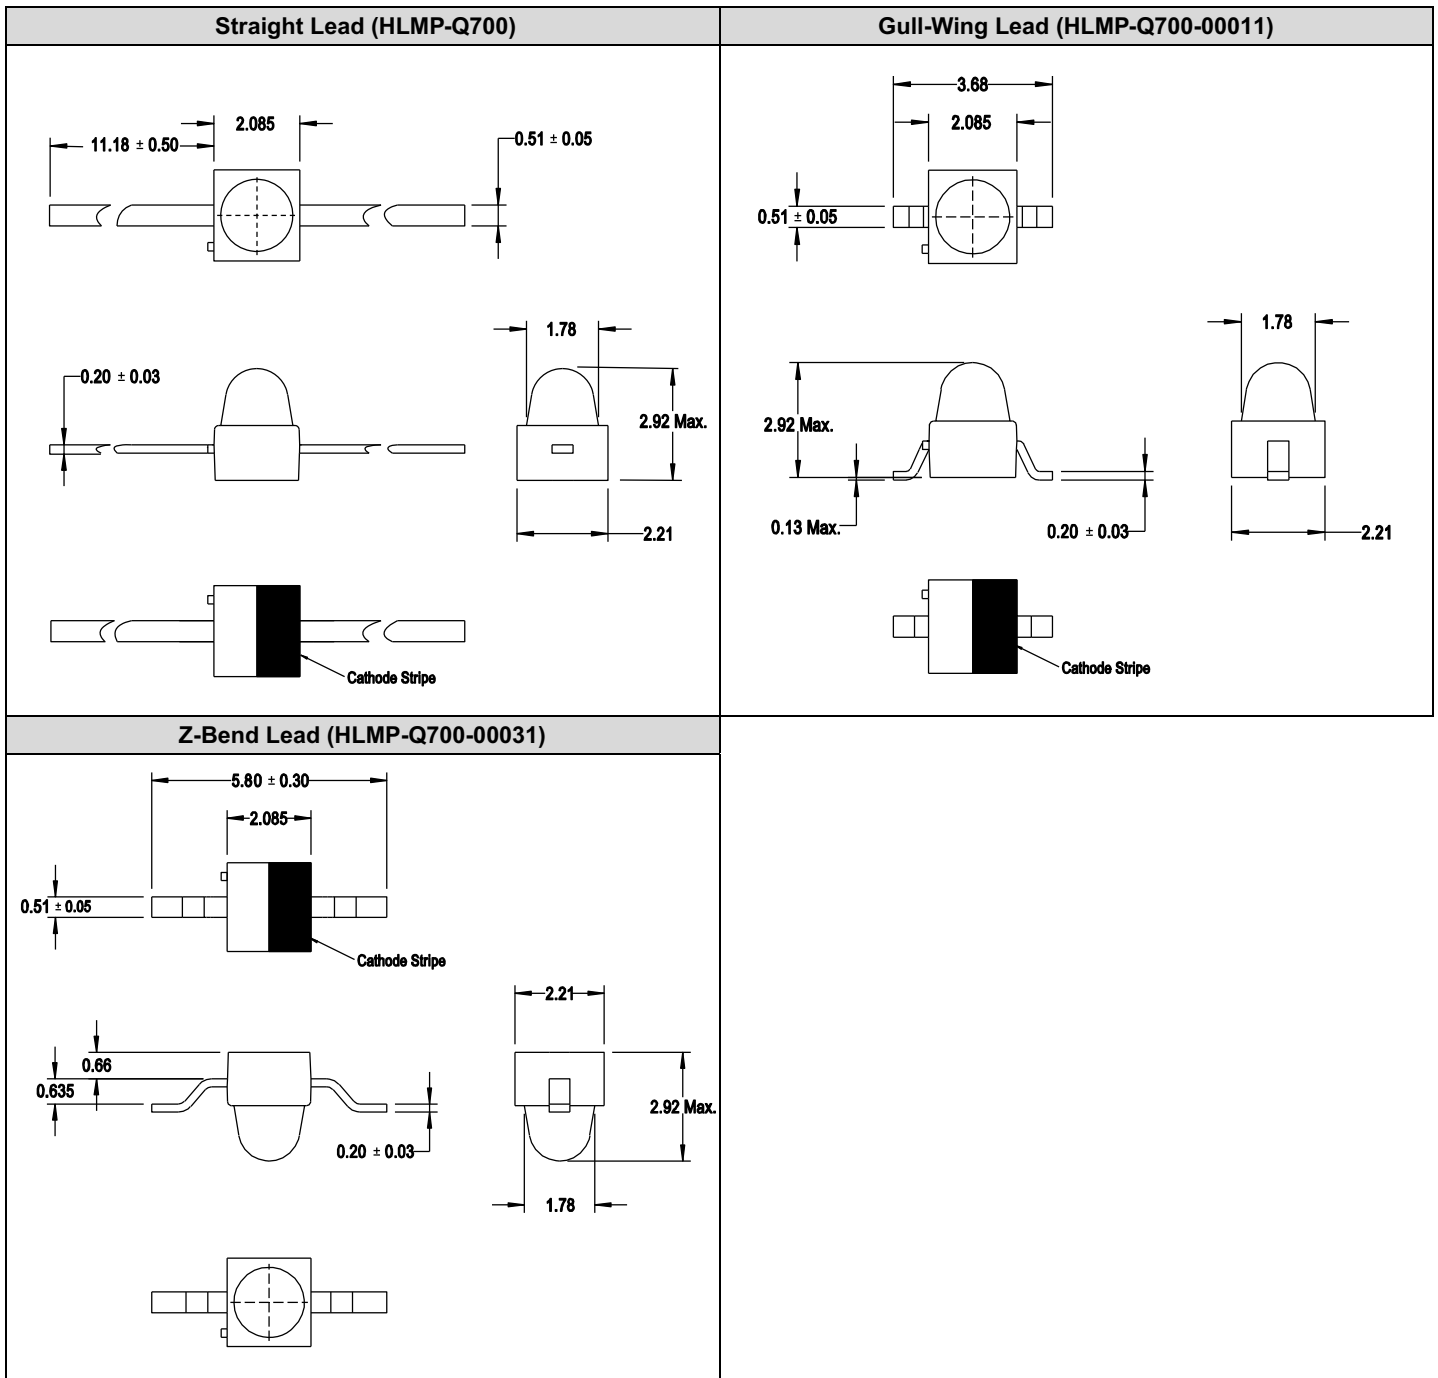 Straight Lead (HLMP-Q700)
2.085
11.18 ± 0.50
0.51 ± 0.05
1.78
0.20 ± 0.03
2.92 Max.
2.21
Cathode Stripe
Gull-Wing Lead (HLMP-Q700-00011)
3.68
2.085
0.51 ± 0.05
1.78
2.92 Max.
0.13 Max.
0.20 ± 0.03
2.21
Cathode Stripe
Z-Bend Lead (HLMP-Q700-00031)
5.80 ± 0.30
2.085
0.51 ± 0.05
Cathode Stripe
2.21
0.66
0.635
2.92 Max.
0.20 ± 0.03
1.78